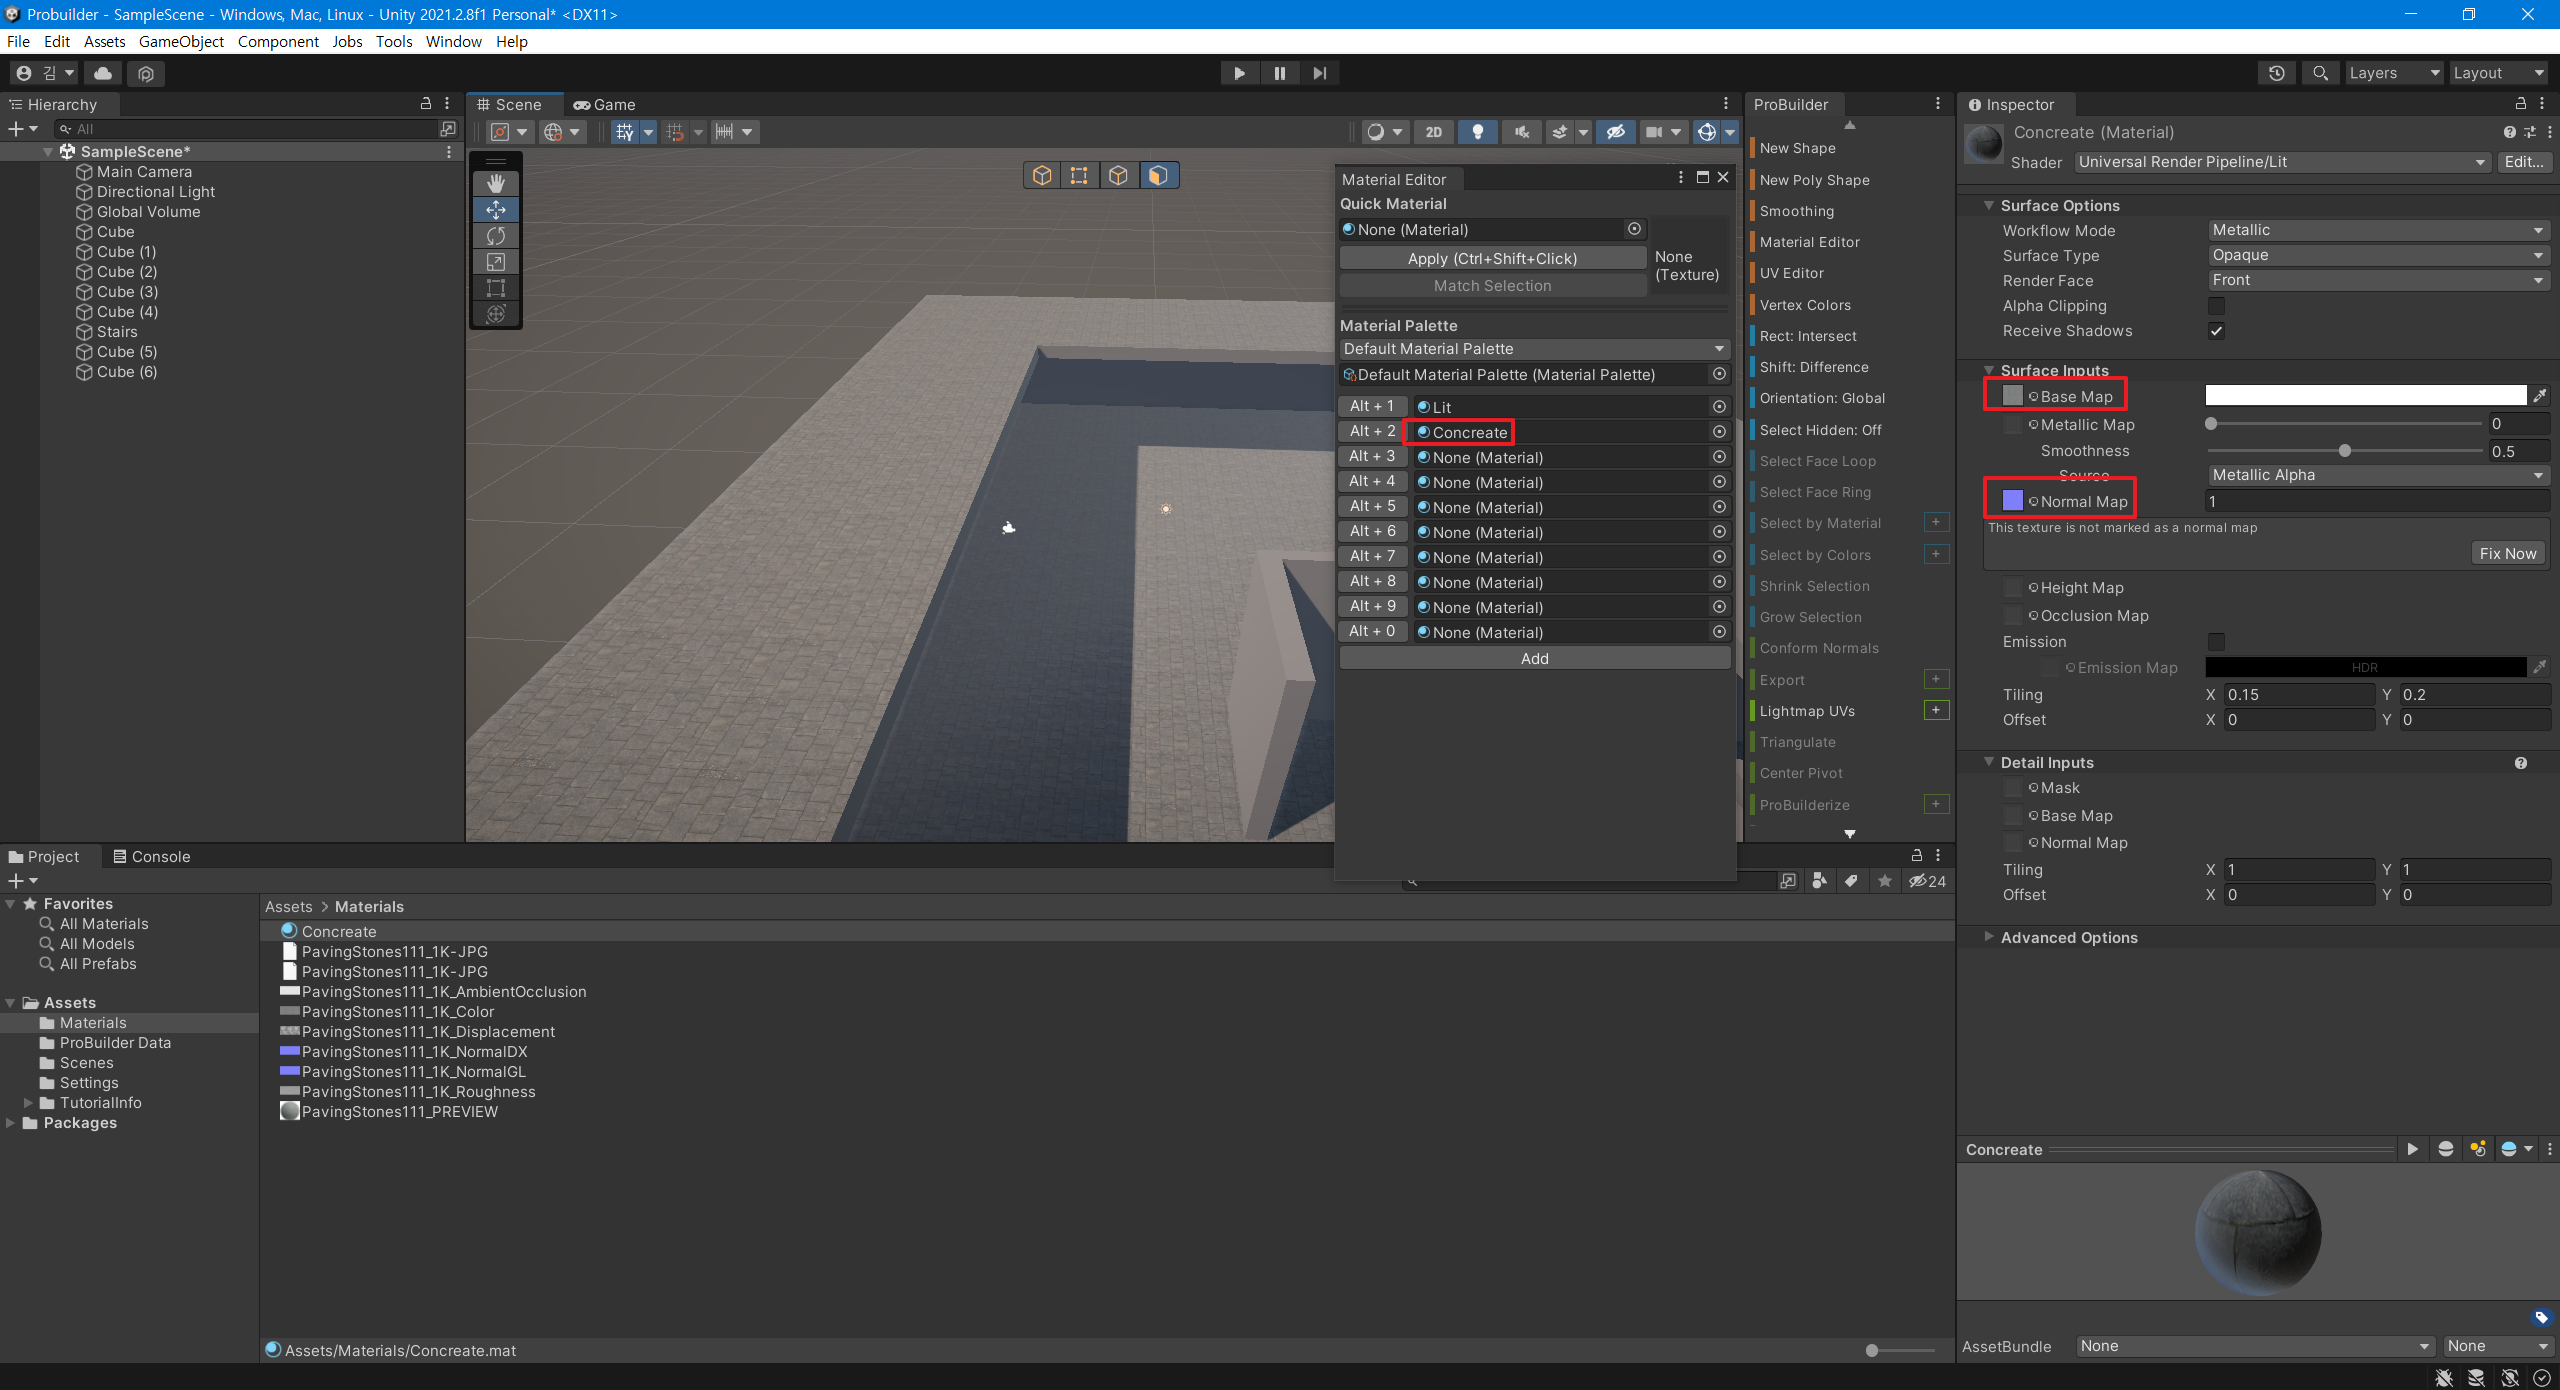 Probuilder - SampleScene - Windows, Mac, Linux - Unity 2021.2.8f1 Personal* <DX11>
File Edit Assets GameObject Component Jobs Tools Window Help
김
Layers
Layout
Hierarchy
All
SampleScene*
Main Camera
Directional Light
Global Volume
Cube
Cube (1)
Cube (2)
Cube (3)
Cube (4)
Stairs
Cube (5)
Cube (6)
Scene
Game
2D
Material Editor
Quick Material
None (Material)
Apply (Ctrl+Shift+Click)
Match Selection
None
(Texture)
Material Palette
Default Material Palette
Default Material Palette (Material Palette)
Alt + 1 Lit
Alt + 2 Concreate
Alt + 3 None (Material)
Alt + 4 None (Material)
Alt + 5 None (Material)
Alt + 6 None (Material)
Alt + 7 None (Material)
Alt + 8 None (Material)
Alt + 9 None (Material)
Alt + 0 None (Material)
Add
ProBuilder
New Shape
New Poly Shape
Smoothing
Material Editor
UV Editor
Vertex Colors
Rect: Intersect
Shift: Difference
Orientation: Global
Select Hidden: Off
Select Face Loop
Select Face Ring
Select by Material +
Select by Colors +
Shrink Selection
Grow Selection
Conform Normals
Export +
Lightmap UVs +
Triangulate
Center Pivot
ProBuilderize +
Inspector
Concreate (Material)
Shader Universal Render Pipeline/Lit Edit...
Surface Options
Workflow Mode Metallic
Surface Type Opaque
Render Face Front
Alpha Clipping
Receive Shadows
Surface Inputs
Base Map
Metallic Map 0
Smoothness 0.5
Source Metallic Alpha
Normal Map 1
This texture is not marked as a normal map
Fix Now
Height Map
Occlusion Map
Emission
Emission Map HDR
Tiling X 0.15 Y 0.2
Offset X 0 Y 0
Detail Inputs
Mask
Base Map
Normal Map
Tiling X 1 Y 1
Offset X 0 Y 0
Advanced Options
Concreate
AssetBundle None None
Project
Console
24
Favorites
All Materials
All Models
All Prefabs
Assets
Materials
ProBuilder Data
Scenes
Settings
TutorialInfo
Packages
Assets > Materials
Concreate
PavingStones111_1K-JPG
PavingStones111_1K-JPG
PavingStones111_1K_AmbientOcclusion
PavingStones111_1K_Color
PavingStones111_1K_Displacement
PavingStones111_1K_NormalDX
PavingStones111_1K_NormalGL
PavingStones111_1K_Roughness
PavingStones111_PREVIEW
Assets/Materials/Concreate.mat